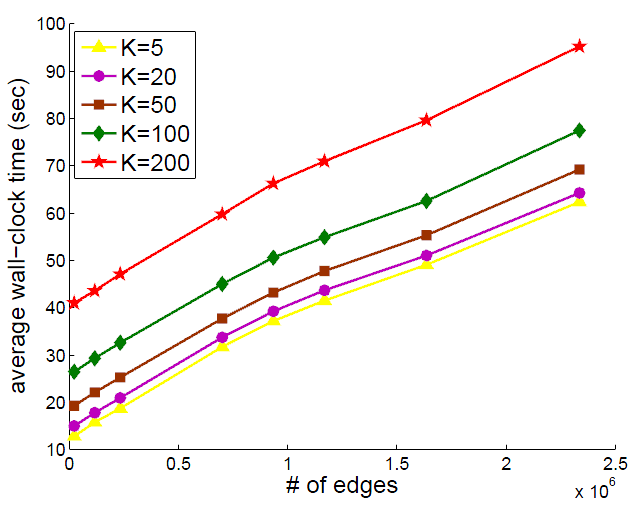 100
90
80
70
60
50
40
30
20
10
average wall-clock time (sec)
K=5
K=20
K=50
K=100
K=200
0 0.5 1 1.5 2 2.5
# of edges
x 10^6